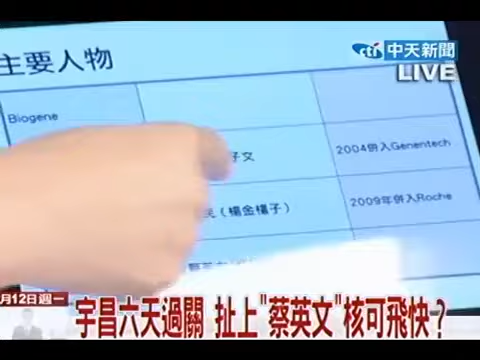 主要人物
cti 中天新聞
LIVE
Biogene
子文
2004併入Genentech
民（楊金欉子）
2009年併入Roche
月12日週一
宇昌六天過關 扯上"蔡英文"核可飛快？